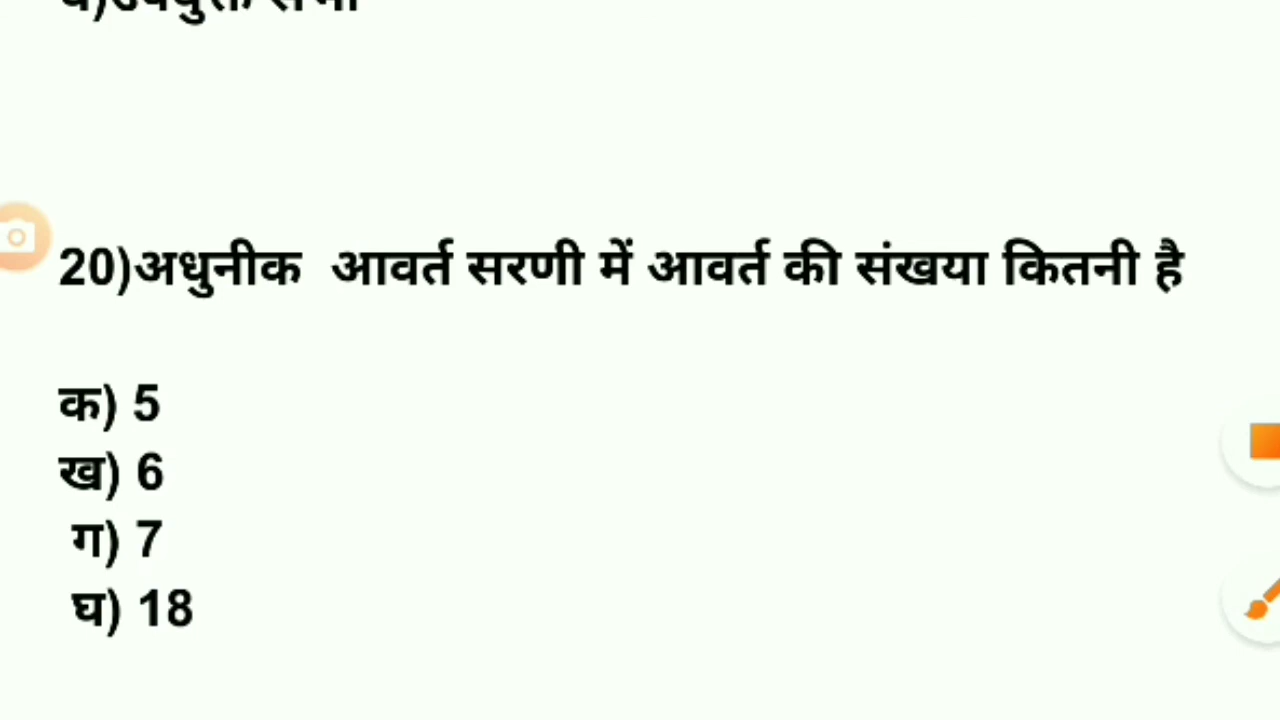 20)अधुनीक आवर्त सरणी में आवर्त की संखया कितनी है
क) 5
ख) 6
ग) 7
घ) 18